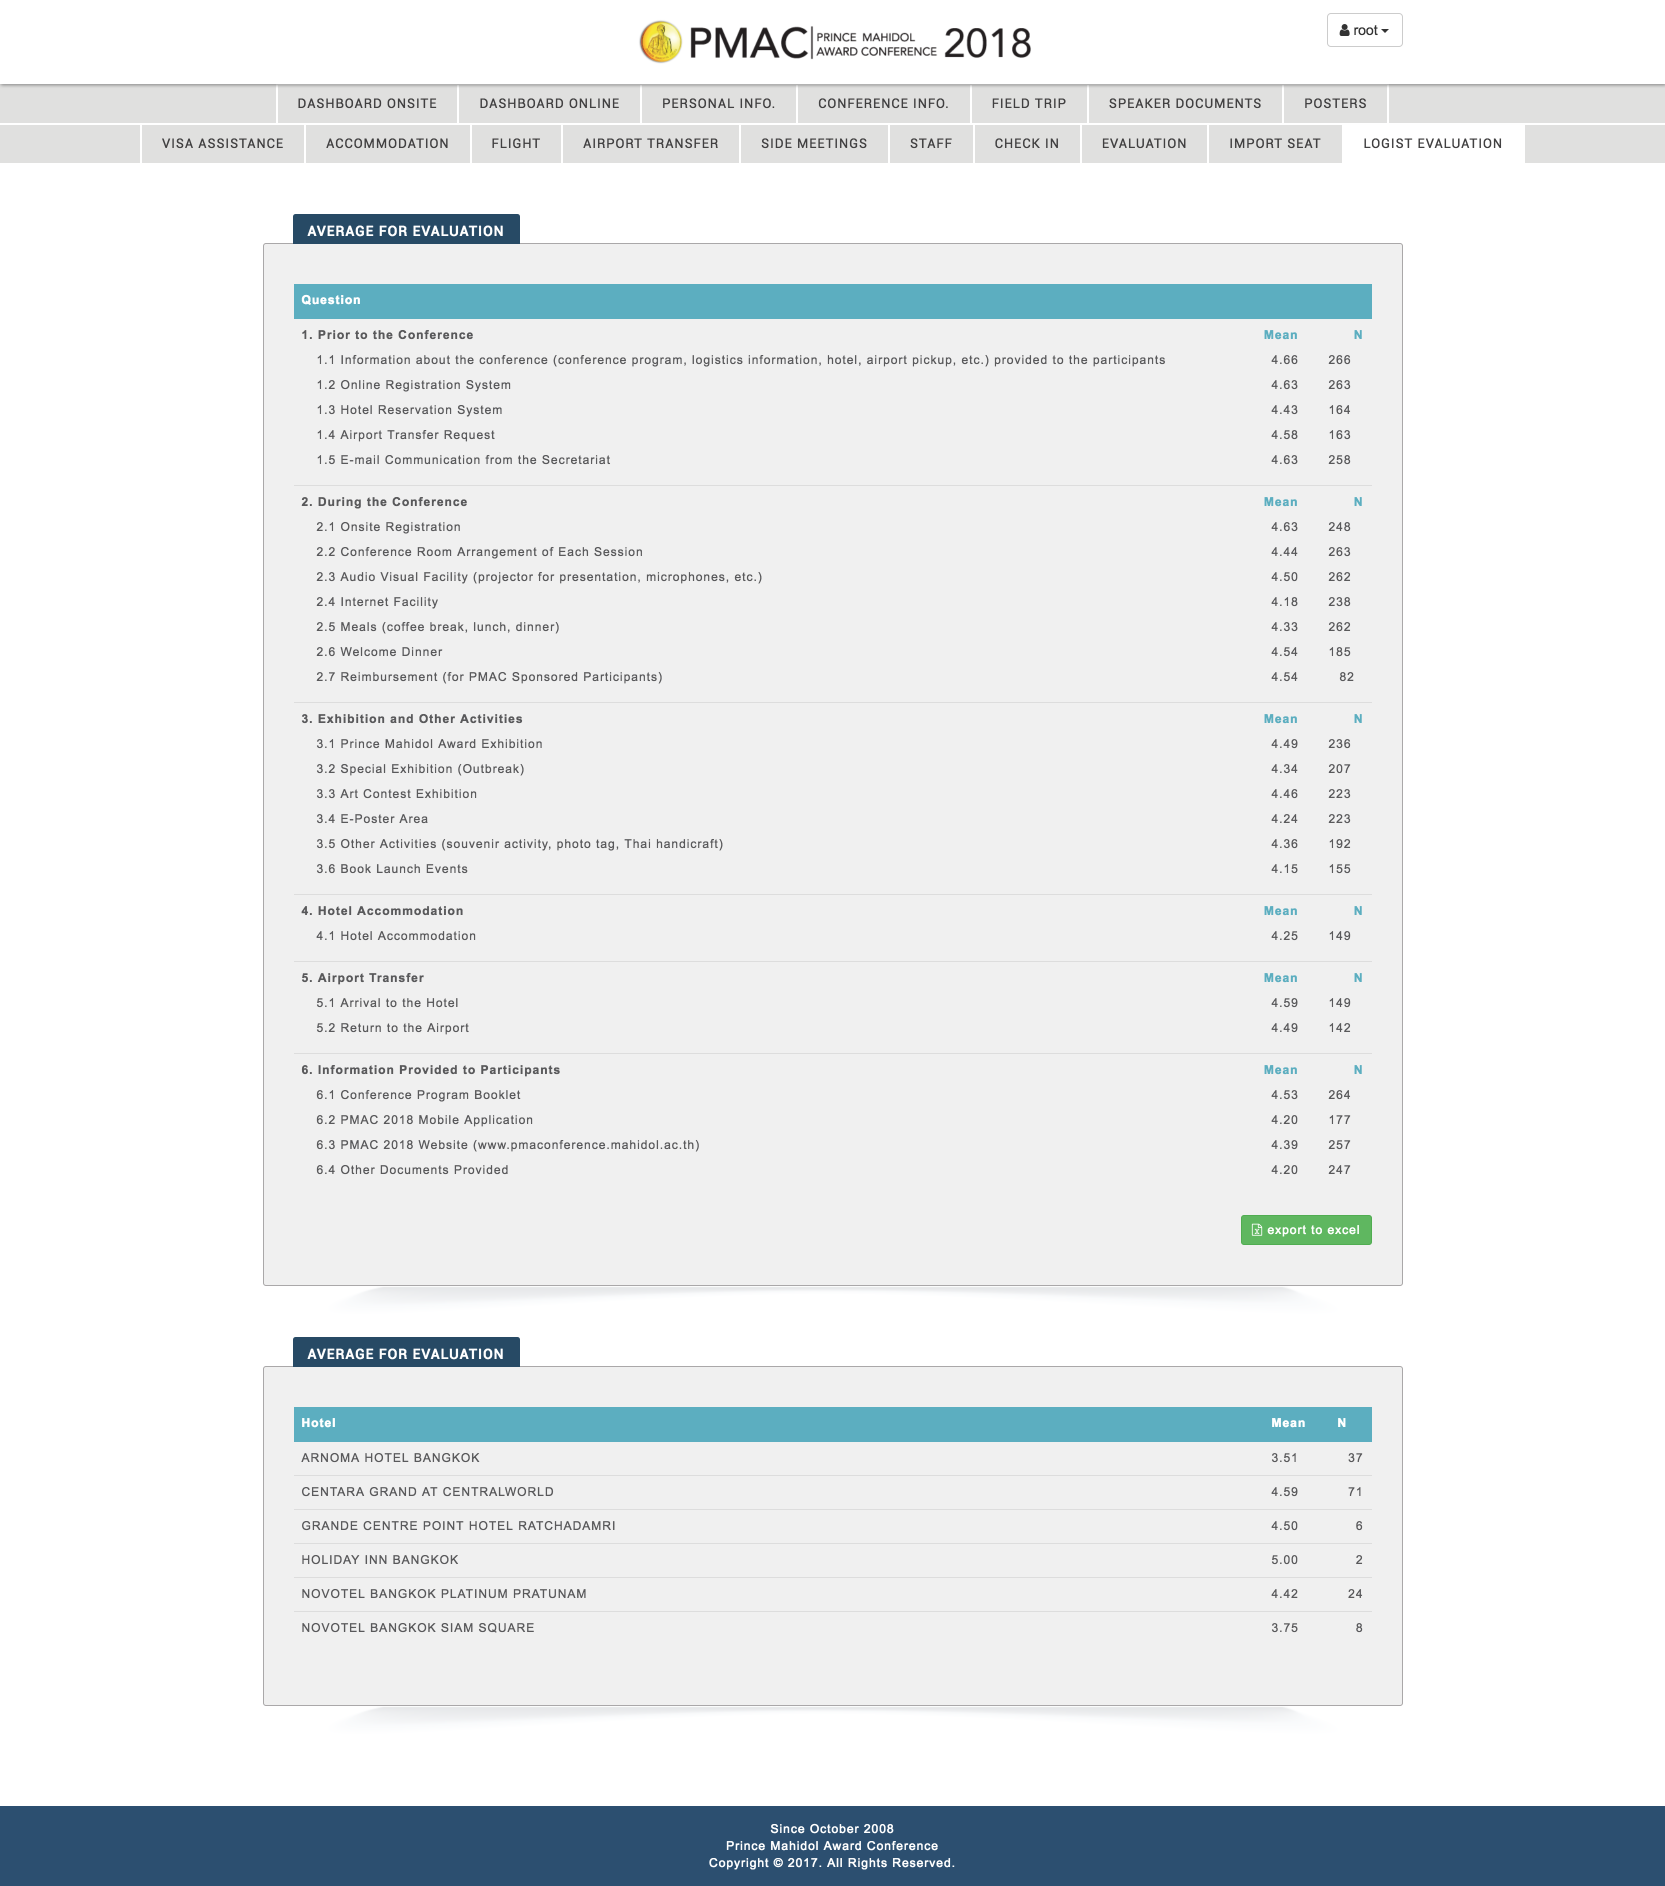 PMAC PRINCE MAHIDOL AWARD CONFERENCE 2018
root
DASHBOARD ONSITE DASHBOARD ONLINE PERSONAL INFO. CONFERENCE INFO. FIELD TRIP SPEAKER DOCUMENTS POSTERS
VISA ASSISTANCE ACCOMMODATION FLIGHT AIRPORT TRANSFER SIDE MEETINGS STAFF CHECK IN EVALUATION IMPORT SEAT LOGIST EVALUATION
AVERAGE FOR EVALUATION
Question
1. Prior to the Conference Mean N
1.1 Information about the conference (conference program, logistics information, hotel, airport pickup, etc.) provided to the participants 4.66 266
1.2 Online Registration System 4.63 263
1.3 Hotel Reservation System 4.43 164
1.4 Airport Transfer Request 4.58 163
1.5 E-mail Communication from the Secretariat 4.63 258
2. During the Conference Mean N
2.1 Onsite Registration 4.63 248
2.2 Conference Room Arrangement of Each Session 4.44 263
2.3 Audio Visual Facility (projector for presentation, microphones, etc.) 4.50 262
2.4 Internet Facility 4.18 238
2.5 Meals (coffee break, lunch, dinner) 4.33 262
2.6 Welcome Dinner 4.54 185
2.7 Reimbursement (for PMAC Sponsored Participants) 4.54 82
3. Exhibition and Other Activities Mean N
3.1 Prince Mahidol Award Exhibition 4.49 236
3.2 Special Exhibition (Outbreak) 4.34 207
3.3 Art Contest Exhibition 4.46 223
3.4 E-Poster Area 4.24 223
3.5 Other Activities (souvenir activity, photo tag, Thai handicraft) 4.36 192
3.6 Book Launch Events 4.15 155
4. Hotel Accommodation Mean N
4.1 Hotel Accommodation 4.25 149
5. Airport Transfer Mean N
5.1 Arrival to the Hotel 4.59 149
5.2 Return to the Airport 4.49 142
6. Information Provided to Participants Mean N
6.1 Conference Program Booklet 4.53 264
6.2 PMAC 2018 Mobile Application 4.20 177
6.3 PMAC 2018 Website (www.pmaconference.mahidol.ac.th) 4.39 257
6.4 Other Documents Provided 4.20 247
export to excel
AVERAGE FOR EVALUATION
Hotel Mean N
ARNOMA HOTEL BANGKOK 3.51 37
CENTARA GRAND AT CENTRALWORLD 4.59 71
GRANDE CENTRE POINT HOTEL RATCHADAMRI 4.50 6
HOLIDAY INN BANGKOK 5.00 2
NOVOTEL BANGKOK PLATINUM PRATUNAM 4.42 24
NOVOTEL BANGKOK SIAM SQUARE 3.75 8
Since October 2008
Prince Mahidol Award Conference
Copyright © 2017. All Rights Reserved.